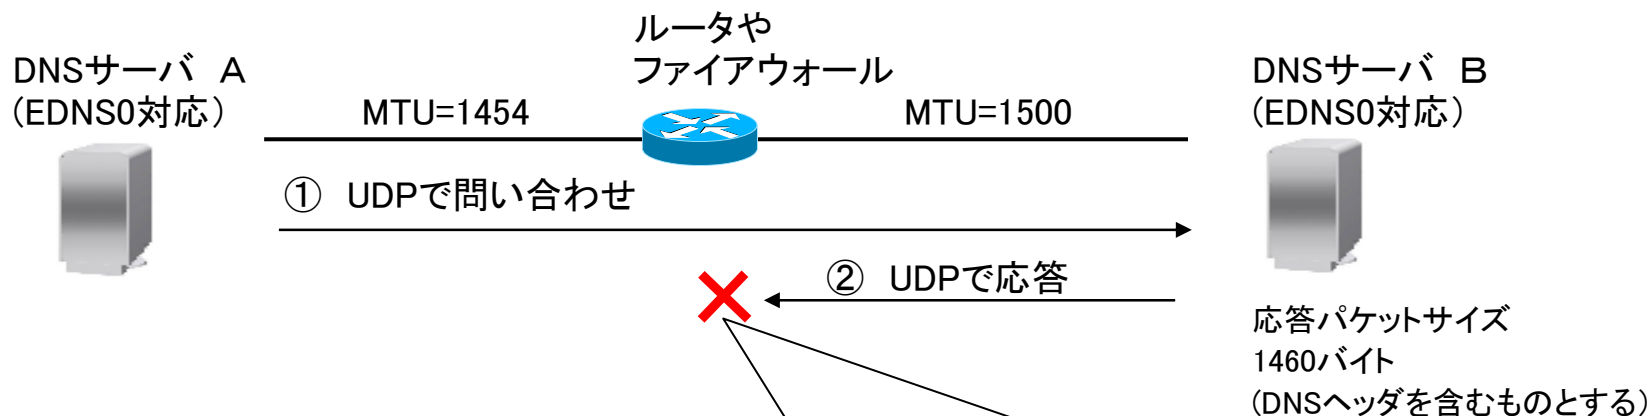 ルータや
ファイアウォール
DNSサーバ A
(EDNS0対応)
DNSサーバ B
(EDNS0対応)
MTU=1454
MTU=1500
① UDPで問い合わせ
② UDPで応答
応答パケットサイズ
1460バイト
(DNSヘッダを含むものとする)